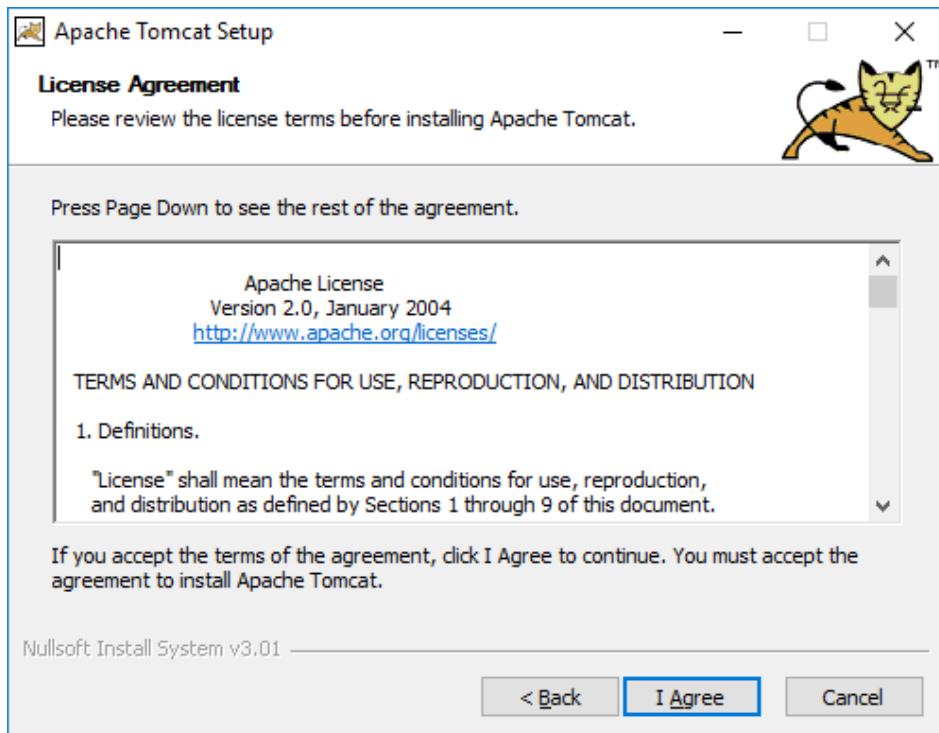 Apache Tomcat Setup
License Agreement
Please review the license terms before installing Apache Tomcat.
TM
Press Page Down to see the rest of the agreement.
Apache License
Version 2.0, January 2004
http://www.apache.org/licenses/
TERMS AND CONDITIONS FOR USE, REPRODUCTION, AND DISTRIBUTION
1. Definitions.
"License" shall mean the terms and conditions for use, reproduction,
and distribution as defined by Sections 1 through 9 of this document.
If you accept the terms of the agreement, click I Agree to continue. You must accept the
agreement to install Apache Tomcat.
Nullsoft Install System v3.01
< Back
I Agree
Cancel